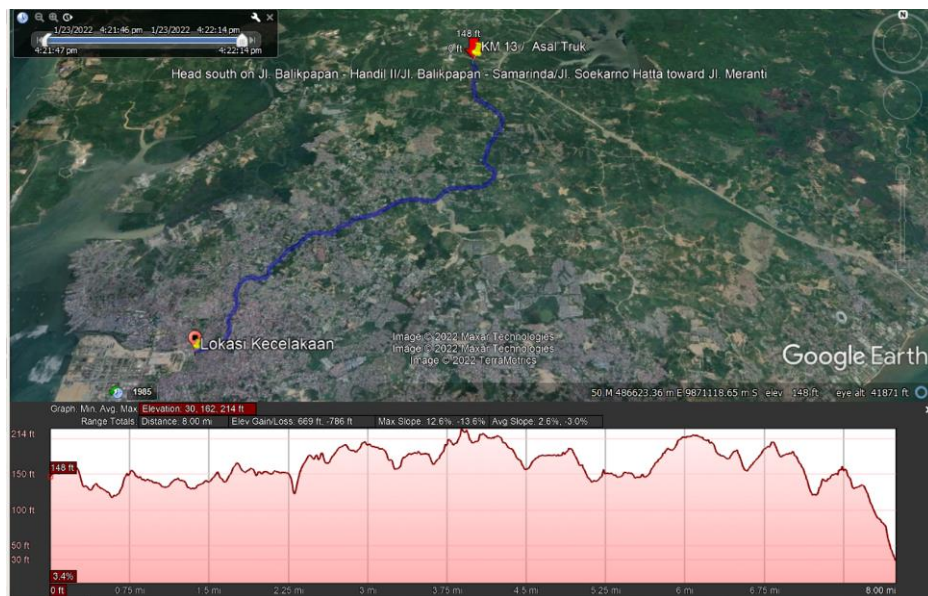 1/23/2022 4:21:46 pm 1/23/2022 4:22:14 pm
4:21:47 pm 4:22:14 pm
N
148 ft
KM 13 / Asal Truk
Head south on Jl. Balikpapan - Handil II/Jl. Balikpapan - Samarinda/Jl. Soekarno Hatta toward Jl. Meranti
Lokasi Kecelakaan
Image © 2022 Maxar Technologies
Image © 2022 Maxar Technologies
Image © 2022 TerraMetrics
Google Earth
1985
50 M 486623.36 m E 9871118.65 m S elev 148 ft eye alt 41871 ft
Graph: Min, Avg, Max Elevation: 30, 162, 214 ft
Range Totals: Distance: 8.00 mi Elev Gain/Loss: 669 ft, -786 ft Max Slope: 12.6%, -13.6% Avg Slope: 2.6%, -3.0%
214 ft
148 ft
150 ft
100 ft
50 ft
30 ft
3.4%
0 ft 0.75 mi 1.5 mi 2.25 mi 3 mi 3.75 mi 4.5 mi 5.25 mi 6 mi 6.75 mi 8.00 mi